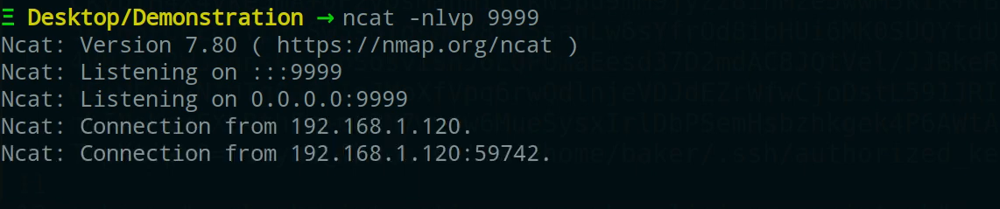 Ξ Desktop/Demonstration → ncat -nlvp 9999
Ncat: Version 7.80 ( https://nmap.org/ncat )
Ncat: Listening on :::9999
Ncat: Listening on 0.0.0.0:9999
Ncat: Connection from 192.168.1.120.
Ncat: Connection from 192.168.1.120:59742.